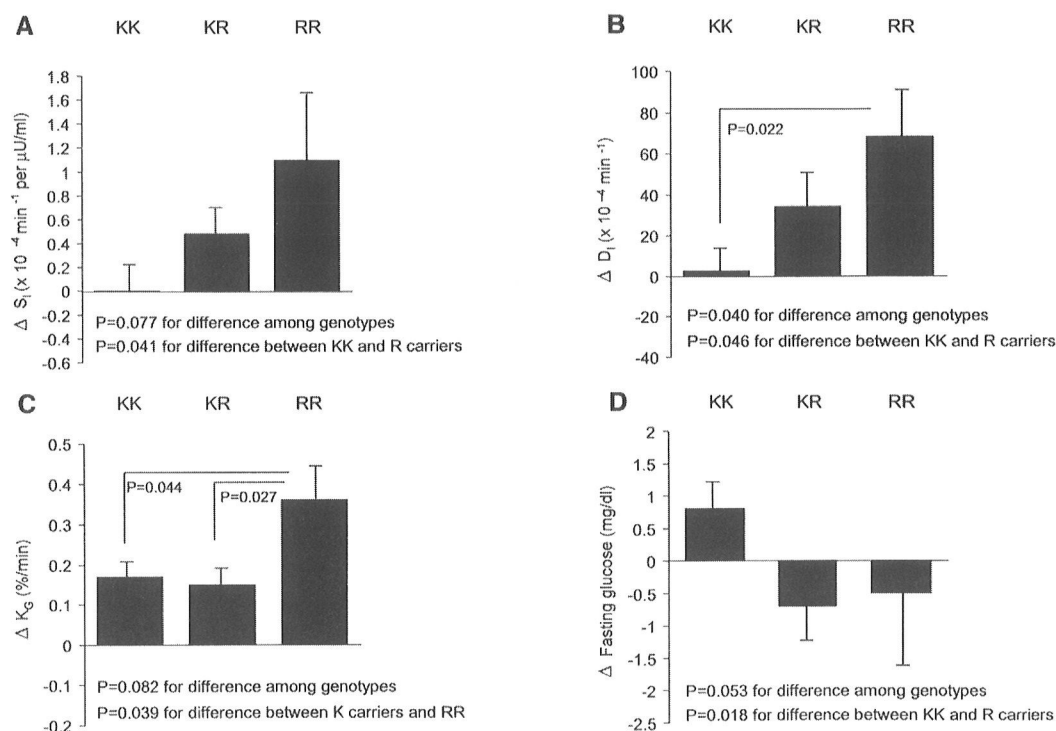 A
KK KR RR
Δ S_I (x 10 ⁻⁴ min⁻¹ per μU/ml)
1.8
1.6
1.4
1.2
1
0.8
0.6
0.4
0.2
0
-0.2
-0.4
-0.6
P=0.077 for difference among genotypes
P=0.041 for difference between KK and R carriers
B
KK KR RR
Δ D_I (x 10 ⁻⁴ min ⁻¹)
100
80
60
40
20
0
-20
-40
P=0.022
P=0.040 for difference among genotypes
P=0.046 for difference between KK and R carriers
C
KK KR RR
Δ K_G (%/min)
0.5
0.4
0.3
0.2
0.1
0
-0.1
-0.2
P=0.044
P=0.027
P=0.082 for difference among genotypes
P=0.039 for difference between K carriers and RR
D
KK KR RR
Δ Fasting glucose (mg/dl)
2
1.5
1
0.5
0
-0.5
-1
-1.5
-2
-2.5
P=0.053 for difference among genotypes
P=0.018 for difference between KK and R carriers